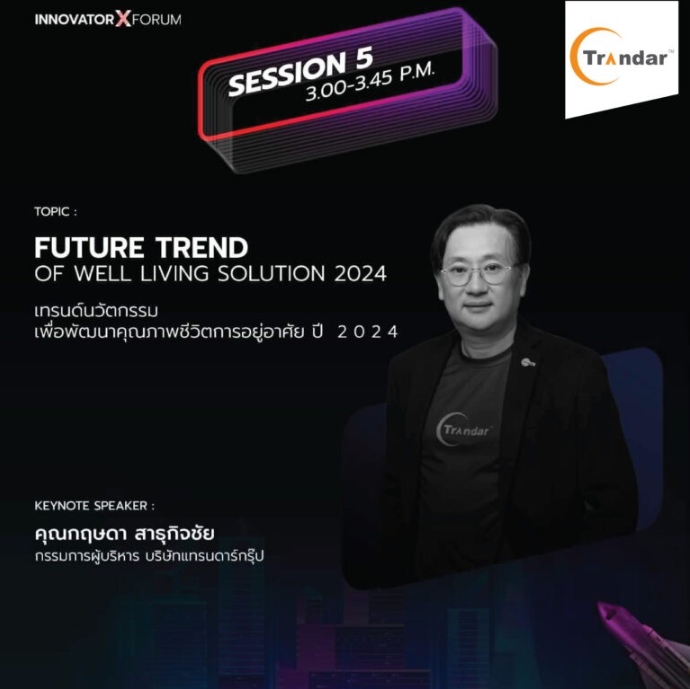 INNOVATOR X FORUM
Trandar™
SESSION 5
3.00-3.45 P.M.
TOPIC :
FUTURE TREND
OF WELL LIVING SOLUTION 2024
เทรนด์นวัตกรรม
เพื่อพัฒนาคุณภาพชีวิตการอยู่อาศัย ปี 2024
Trandar
KEYNOTE SPEAKER :
คุณกฤษดา สาธุกิจชัย
กรรมการผู้บริหาร บริษัทแทรนดาร์กรุ๊ป